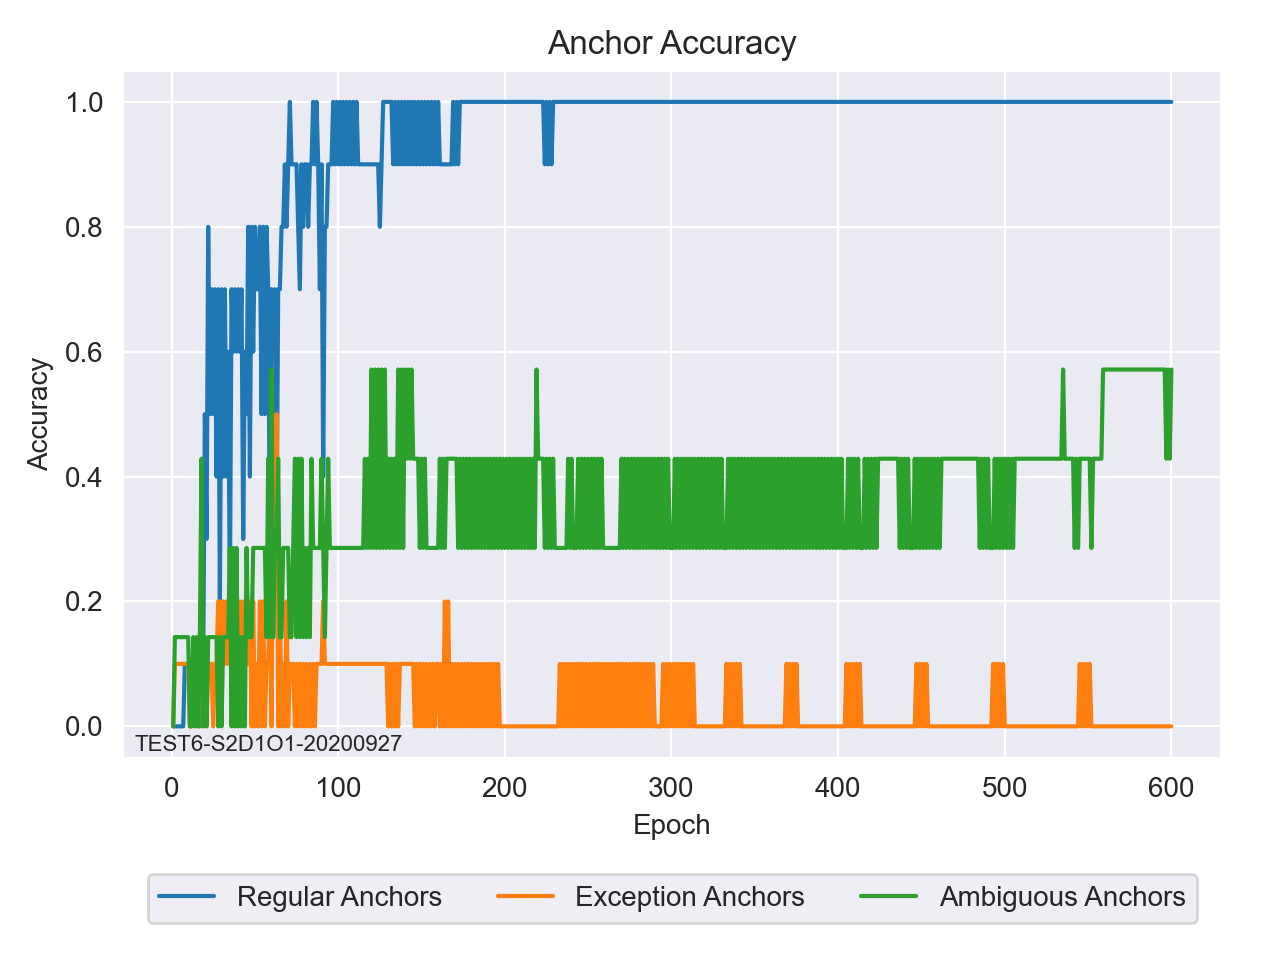 Anchor Accuracy
1.0
0.8
0.6
0.4
0.2
0.0
Accuracy
TEST6-S2D1O1-20200927
0 100 200 300 400 500 600
Epoch
Regular Anchors Exception Anchors Ambiguous Anchors